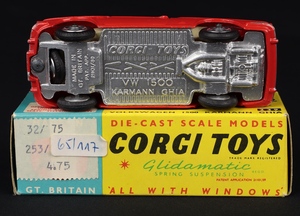 CORGI TOYS
MADE IN
GT. BRITAIN
VW 1500
KARMANN GHIA
DIE-CAST SCALE MODELS
CORGI TOYS
32/ 75
253/
65/117
4.75
Glidamatic
SPRING SUSPENSION
GT. BRITAIN
'ALL WITH WINDOWS'